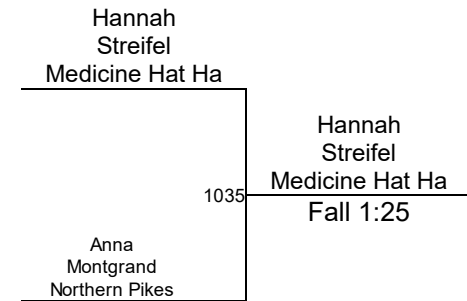 Hannah
Streifel
Medicine Hat Ha
1035
Anna
Montgrand
Northern Pikes
Hannah
Streifel
Medicine Hat Ha
Fall 1:25